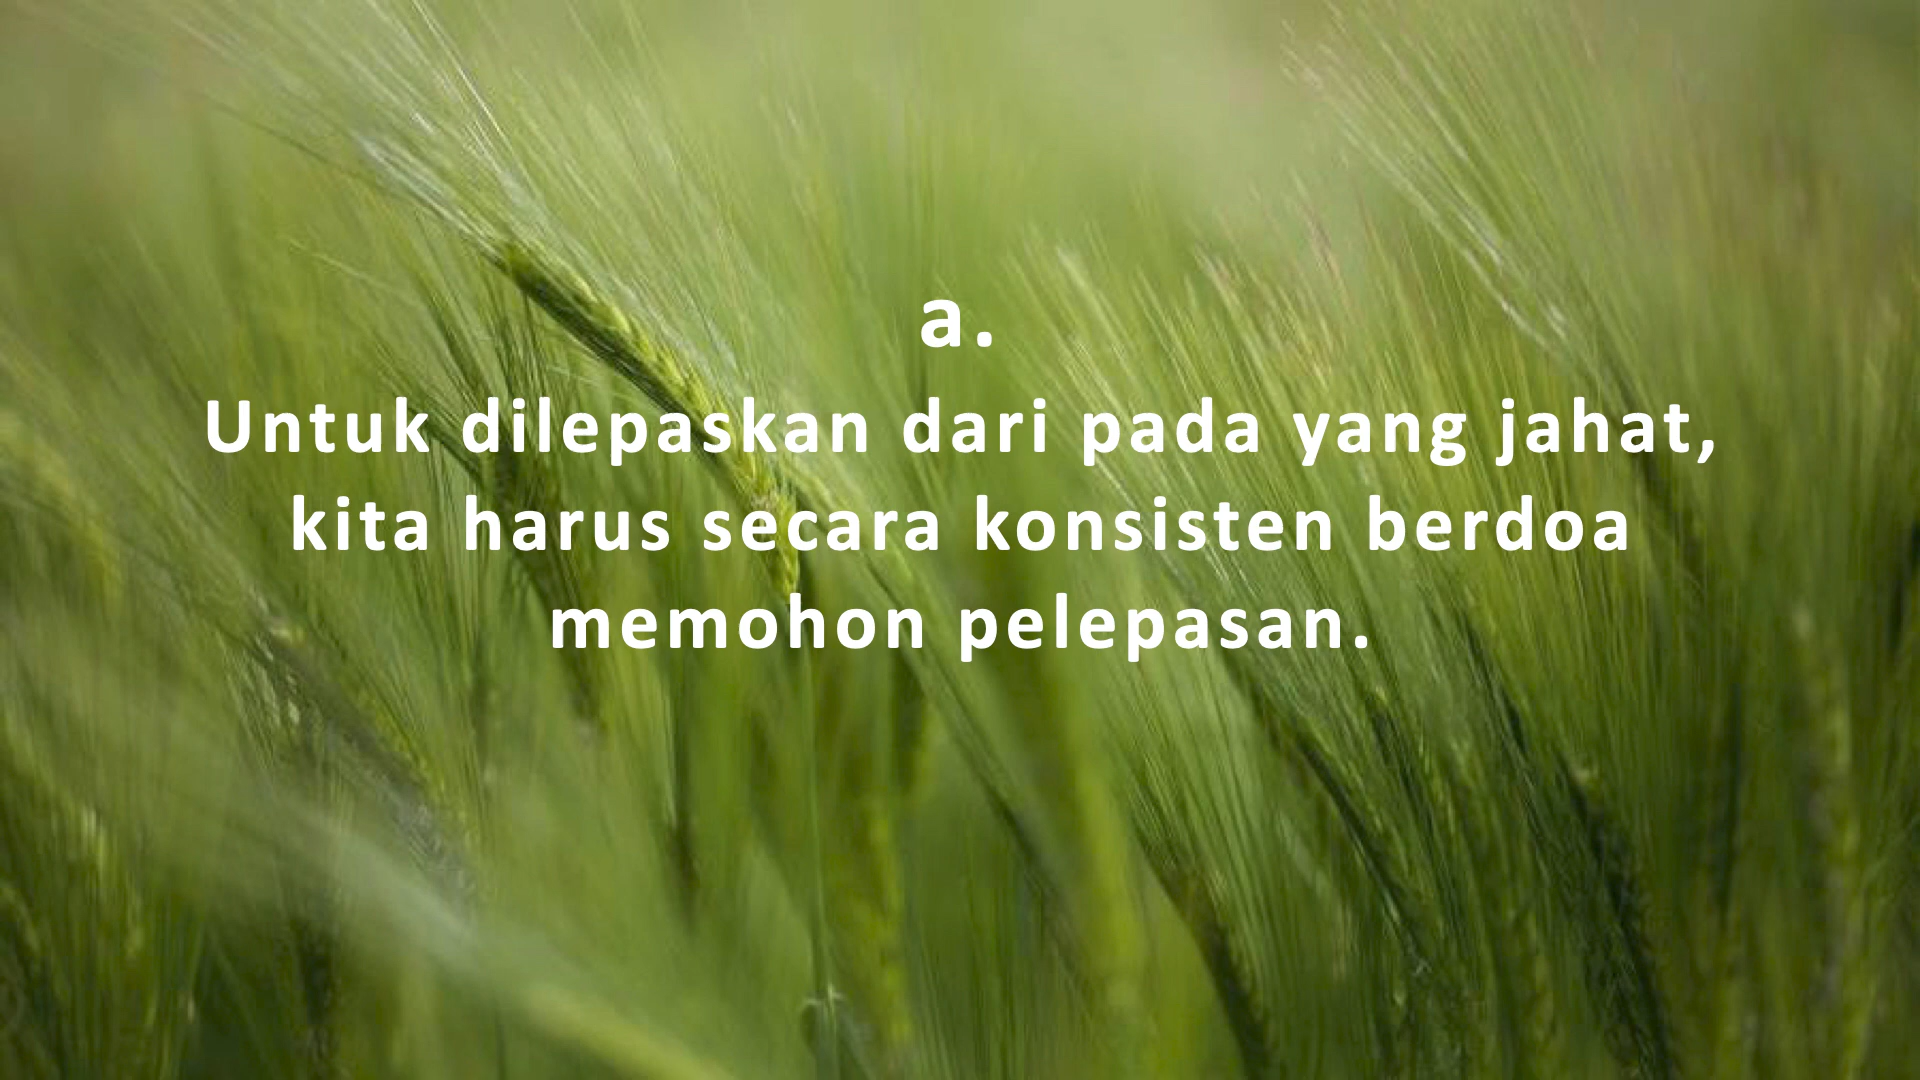 a.
Untuk dilepaskan dari pada yang jahat,
kita harus secara konsisten berdoa
memohon pelepasan.